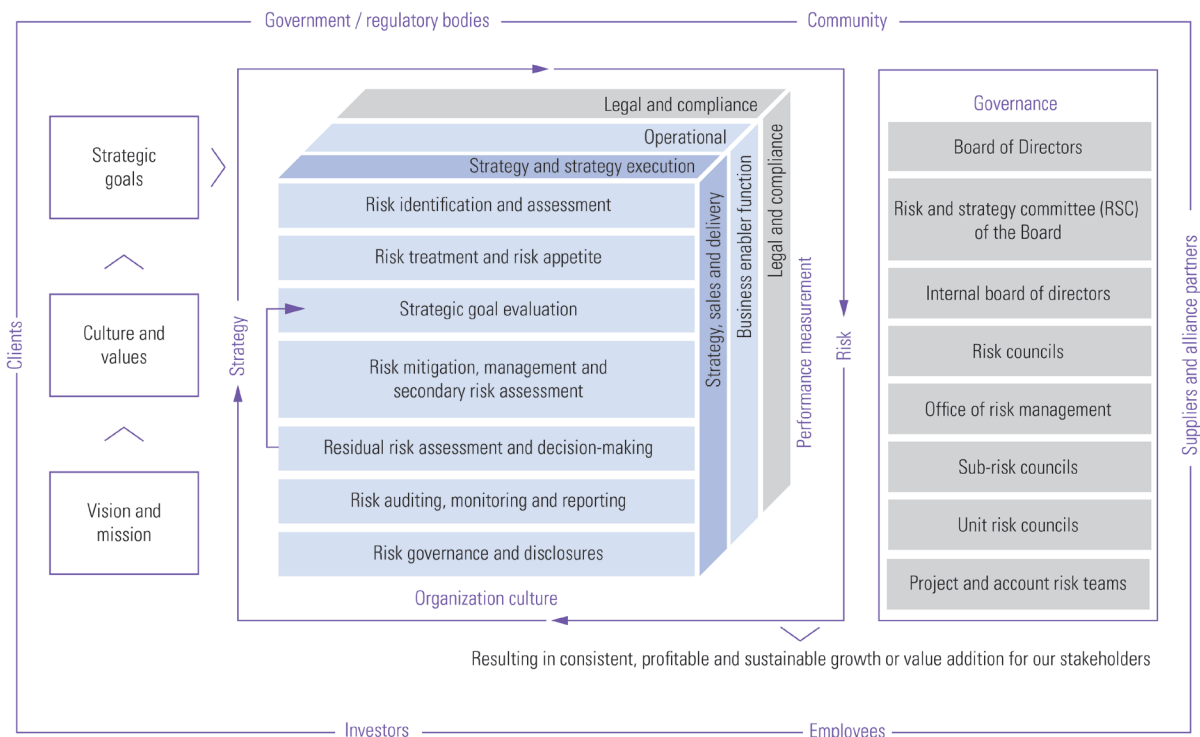 Government / regulatory bodies
Community
Clients
Suppliers and alliance partners
Investors
Employees
Strategic
goals
Culture and
values
Vision and
mission
Strategy
Risk
Performance measurement
Organization culture
Legal and compliance
Operational
Strategy and strategy execution
Risk identification and assessment
Risk treatment and risk appetite
Strategic goal evaluation
Risk mitigation, management and
secondary risk assessment
Residual risk assessment and decision-making
Risk auditing, monitoring and reporting
Risk governance and disclosures
Strategy, sales and delivery
Business enabler function
Legal and compliance
Governance
Board of Directors
Risk and strategy committee (RSC)
of the Board
Internal board of directors
Risk councils
Office of risk management
Sub-risk councils
Unit risk councils
Project and account risk teams
Resulting in consistent, profitable and sustainable growth or value addition for our stakeholders